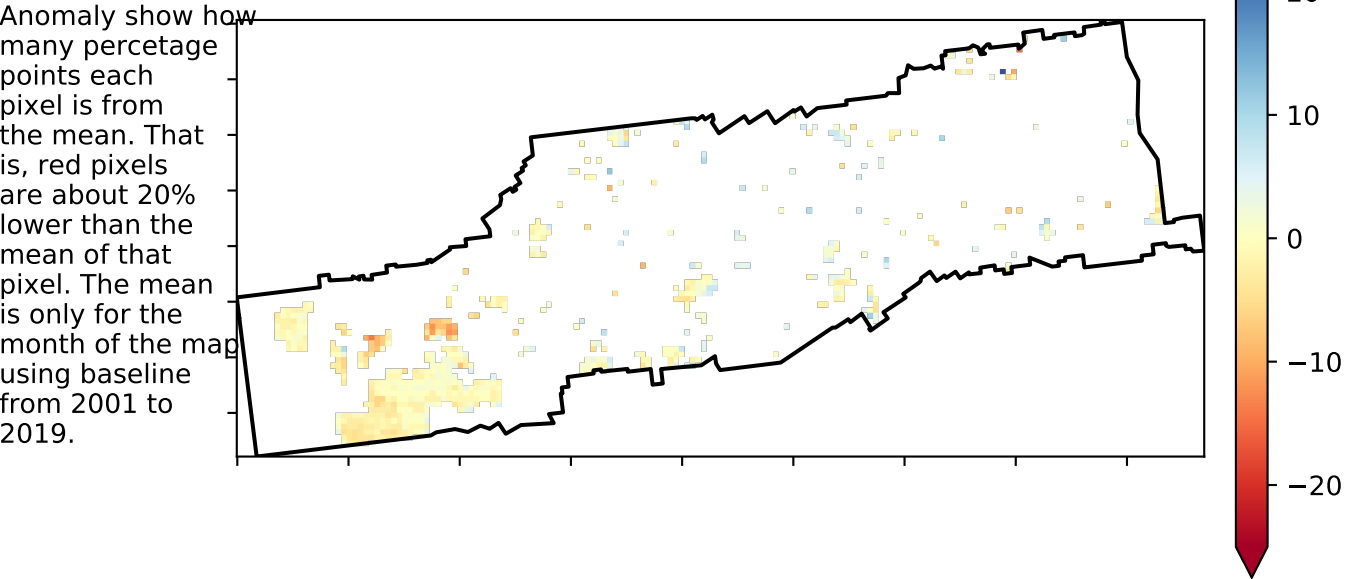 Anomaly show how
many percetage
points each
pixel is from
the mean. That
is, red pixels
are about 20%
lower than the
mean of that
pixel. The mean
is only for the
month of the map
using baseline
from 2001 to
2019.
10
0
−10
−20